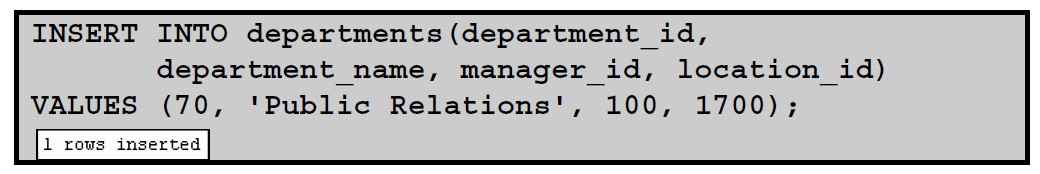 INSERT INTO departments(department_id,
department_name, manager_id, location_id)
VALUES (70, 'Public Relations', 100, 1700);
1 rows inserted